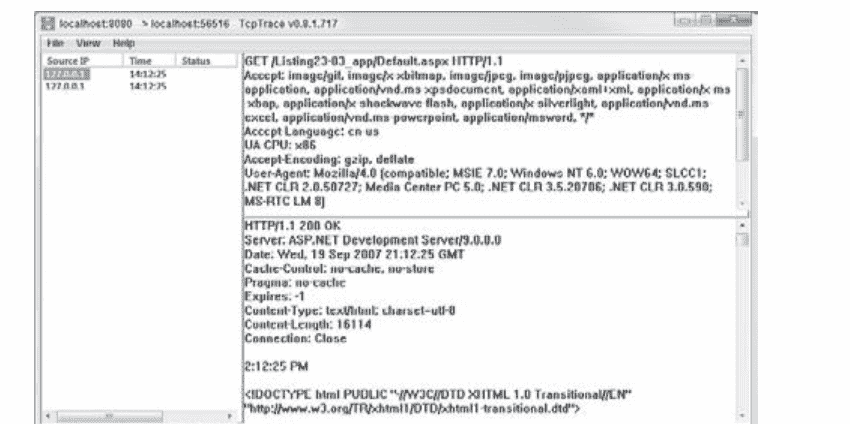 localhost:8080 > localhost:56516 TcpTrace v0.8.1.717
File View Help
Source IP Time Status
127.0.0.1 14:12:25
127.0.0.1 14:12:25
GET /Listing23-03_app/Default.aspx HTTP/1.1
Accept: image/gif, image/x-xbitmap, image/jpeg, image/pjpeg, application/x-ms
application, application/vnd.ms-xpsdocument, application/xaml+xml, application/x-ms
-xbap, application/x-shockwave-flash, application/x-silverlight, application/vnd.ms-
excel, application/vnd.ms-powerpoint, application/msword, */*
Accept-Language: en-us
UA-CPU: x86
Accept-Encoding: gzip, deflate
User-Agent: Mozilla/4.0 (compatible; MSIE 7.0; Windows NT 6.0; WOW64; SLCC1;
.NET CLR 2.0.50727; Media Center PC 5.0; .NET CLR 3.5.20706; .NET CLR 3.0.590;
MS-RTC LM 8)
HTTP/1.1 200 OK
Server: ASP.NET Development Server/9.0.0.0
Date: Wed, 19 Sep 2007 21:12:25 GMT
Cache-Control: no-cache, no-store
Pragma: no-cache
Expires: -1
Content-Type: text/html; charset=utf-8
Content-Length: 16114
Connection: Close
2:12:25 PM
<!DOCTYPE html PUBLIC "-//W3C//DTD XHTML 1.0 Transitional//EN"
"http://www.w3.org/TR/xhtml1/DTD/xhtml1-transitional.dtd">